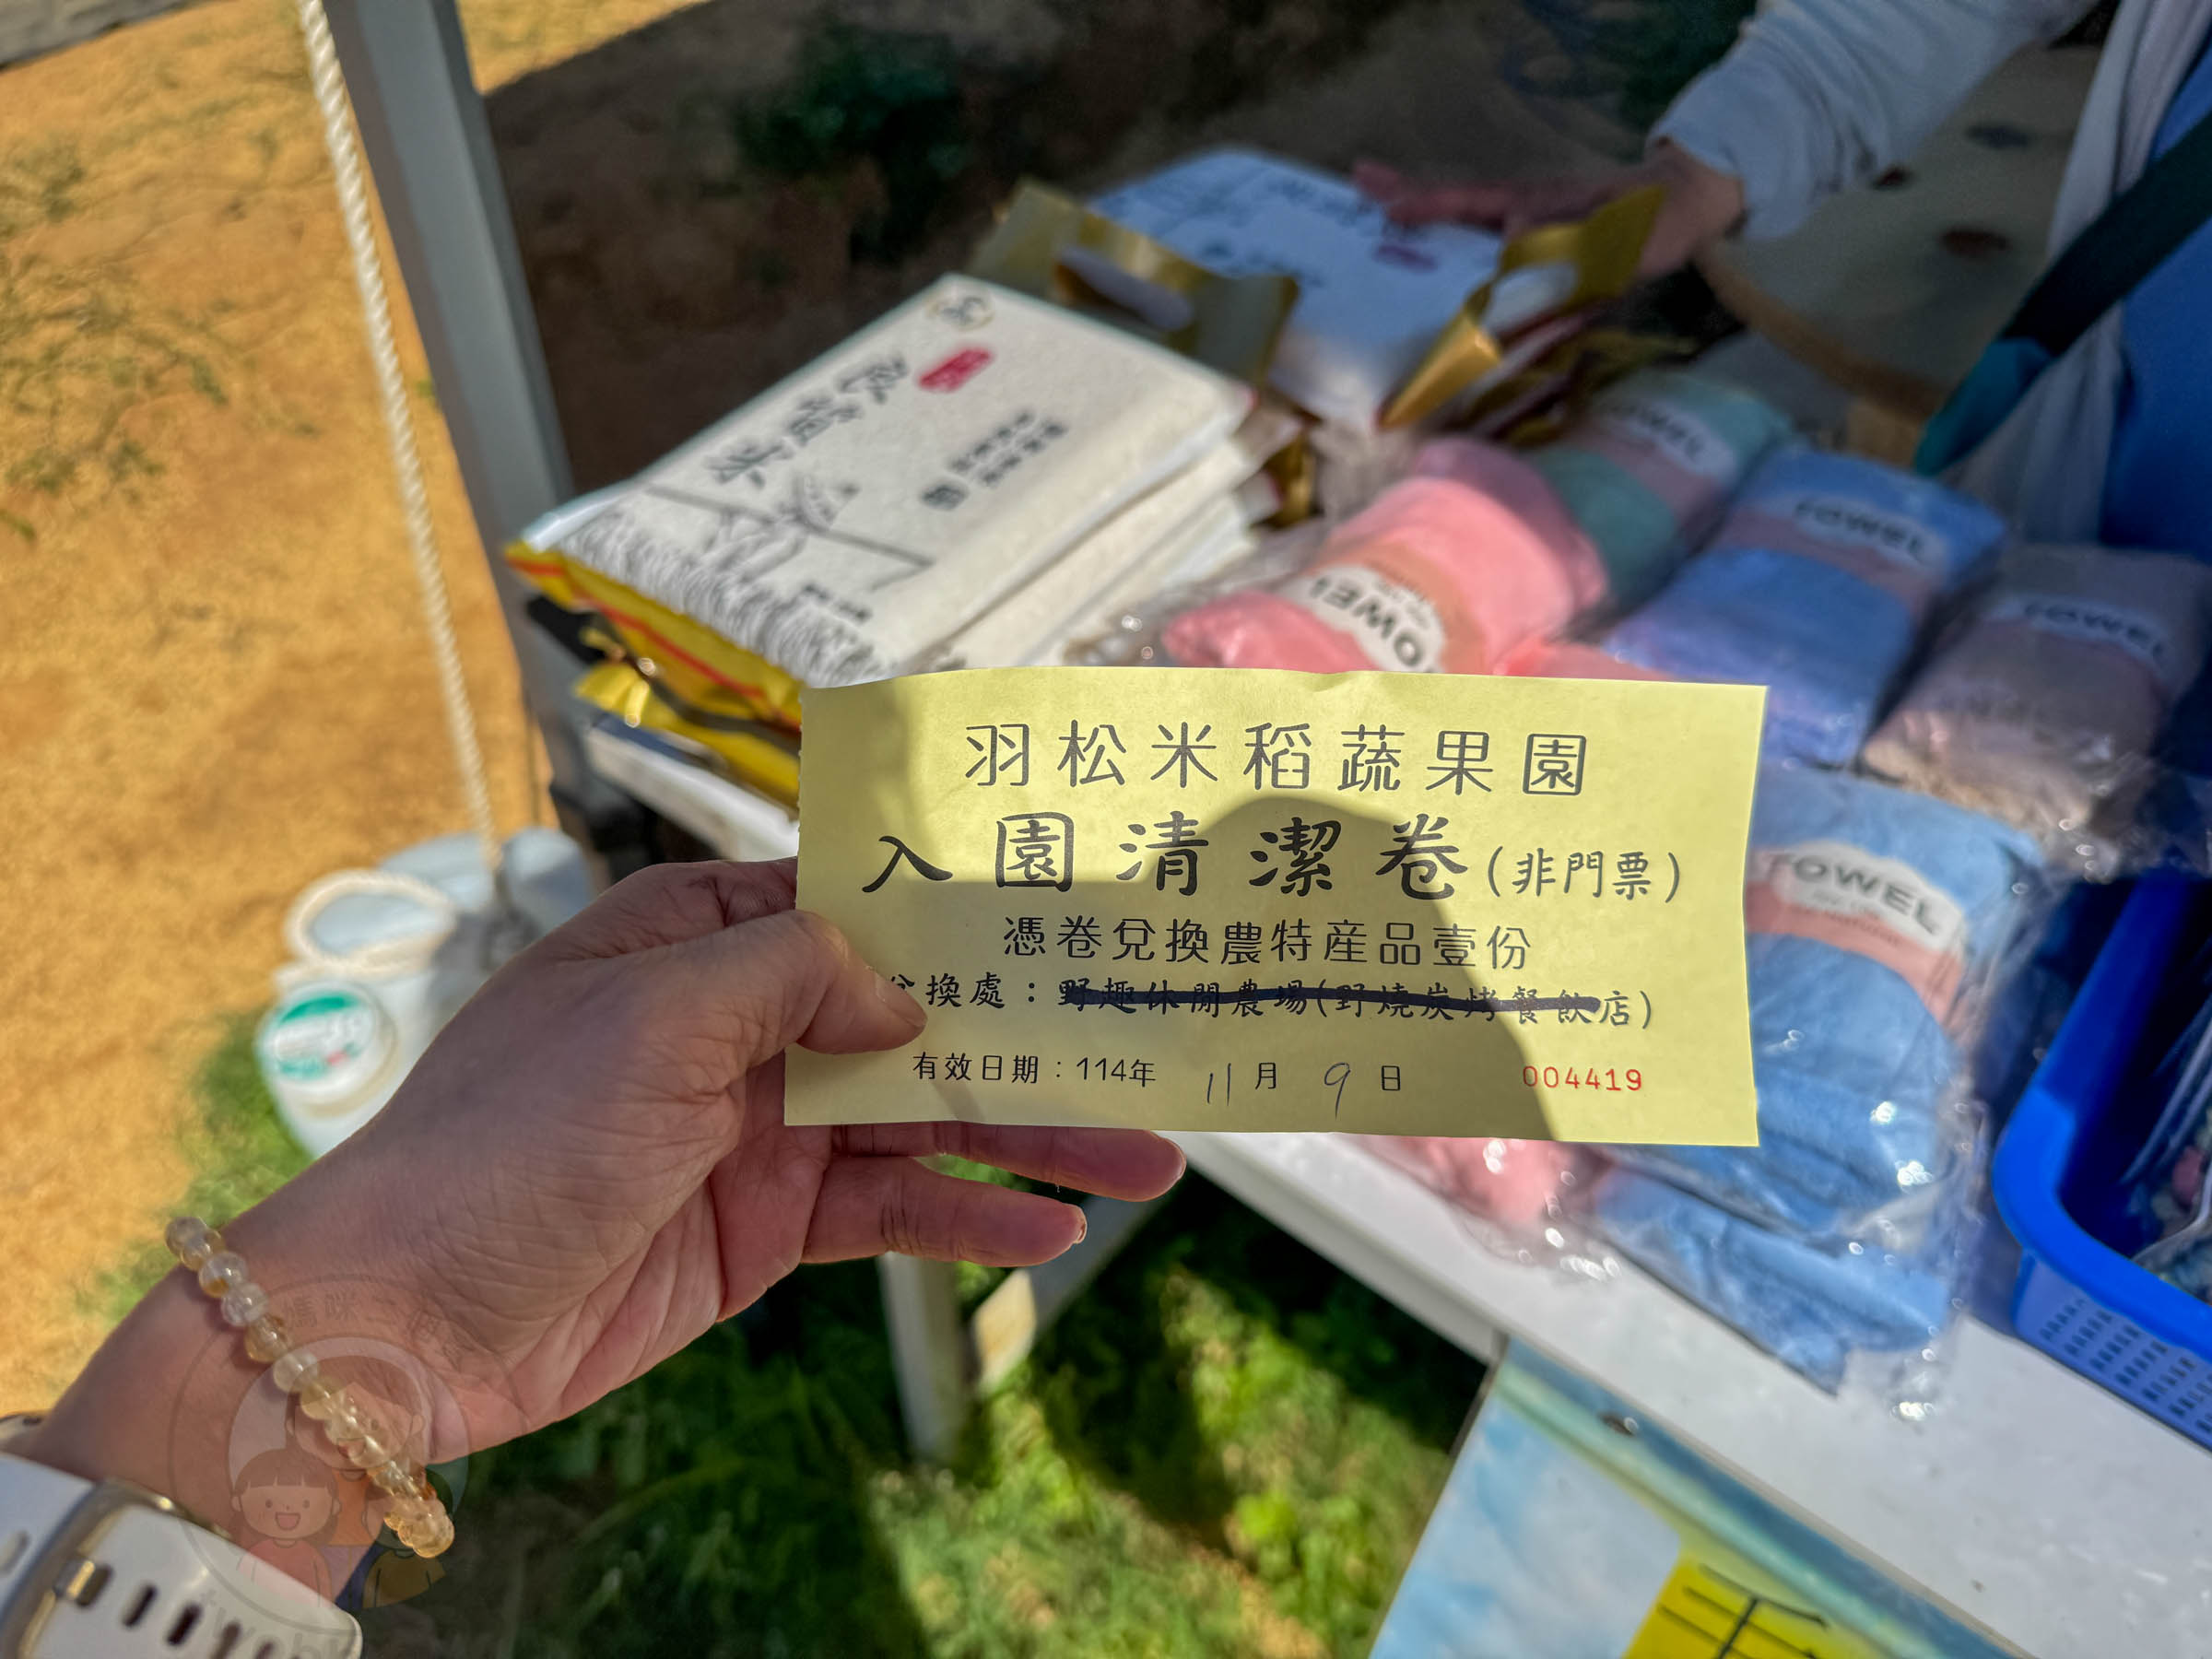 羽松米稻蔬果園
入園清潔卷(非門票)
憑卷兌換農特産品壹份
兌換處：野趣休閒農場(野燒炭烤餐飲店)
有效日期：114年 11月 9日 004419
TOWEL
TOWEL
TOWEL
TOWEL
TOWEL